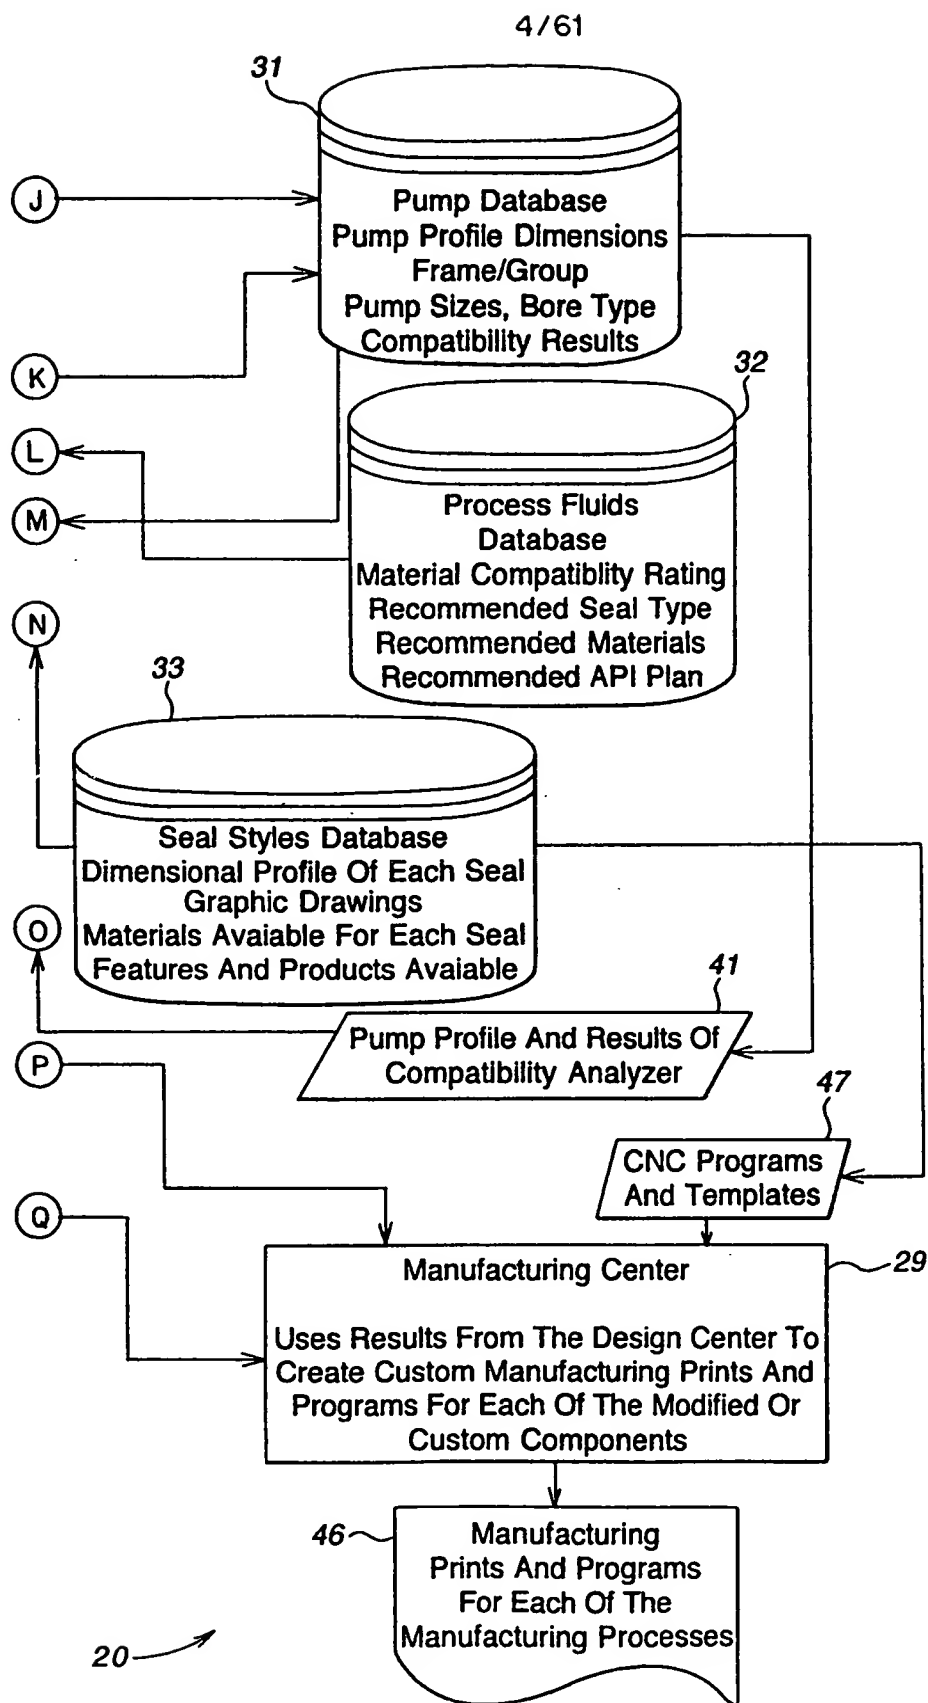 4/61
31
J
Pump Database
Pump Profile Dimensions
Frame/Group
Pump Sizes, Bore Type
Compatibility Results
K
32
L
M
Process Fluids
Database
Material Compatiblity Rating
Recommended Seal Type
Recommended Materials
Recommended API Plan
N
33
Seal Styles Database
Dimensional Profile Of Each Seal
Graphic Drawings
Materials Avaiable For Each Seal
Features And Products Avaiable
O
41
Pump Profile And Results Of
Compatibility Analyzer
P
47
CNC Programs
And Templates
Q
29
Manufacturing Center
Uses Results From The Design Center To
Create Custom Manufacturing Prints And
Programs For Each Of The Modified Or
Custom Components
46
Manufacturing
Prints And Programs
For Each Of The
Manufacturing Processes
20